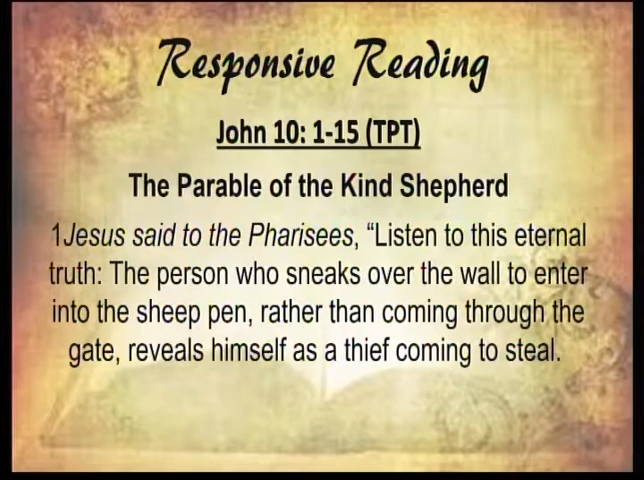 Responsive Reading
John 10: 1-15 (TPT)
The Parable of the Kind Shepherd
1Jesus said to the Pharisees, “Listen to this eternal
truth: The person who sneaks over the wall to enter
into the sheep pen, rather than coming through the
gate, reveals himself as a thief coming to steal.